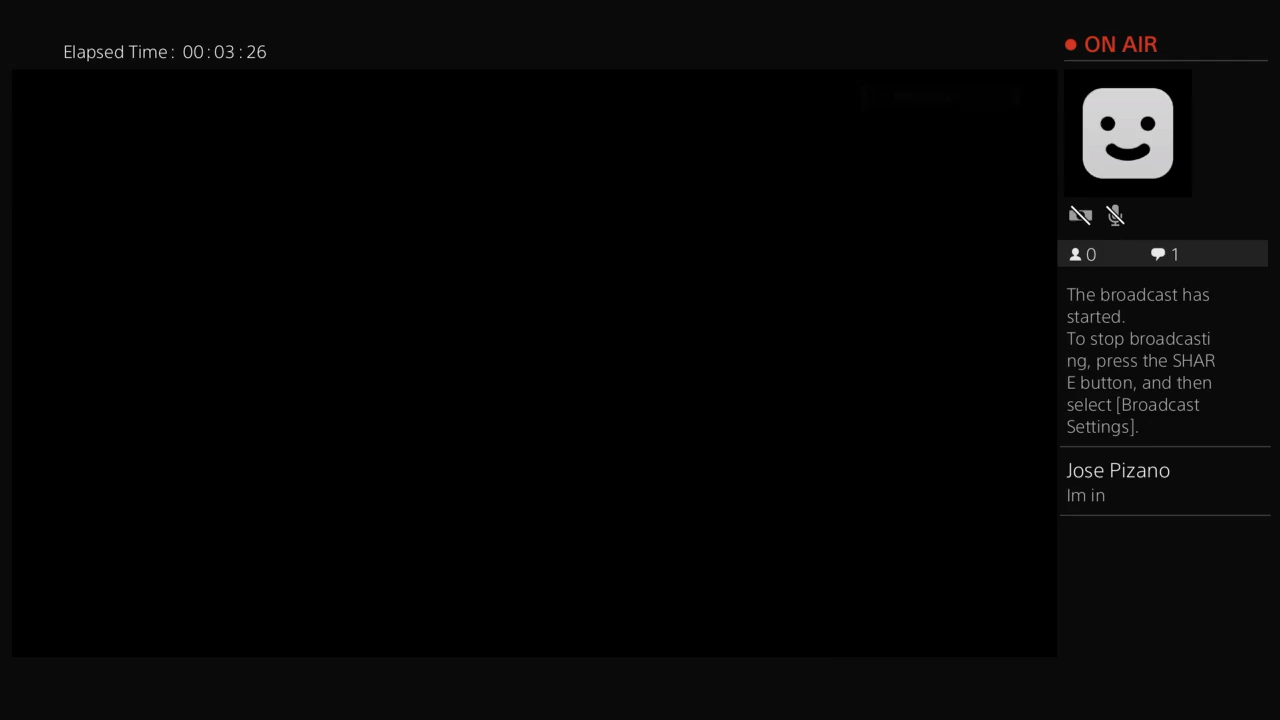 Elapsed Time: 00:03:26
ON AIR
0 1
The broadcast has
started.
To stop broadcasti
ng, press the SHAR
E button, and then
select [Broadcast
Settings].
Jose Pizano
Im in